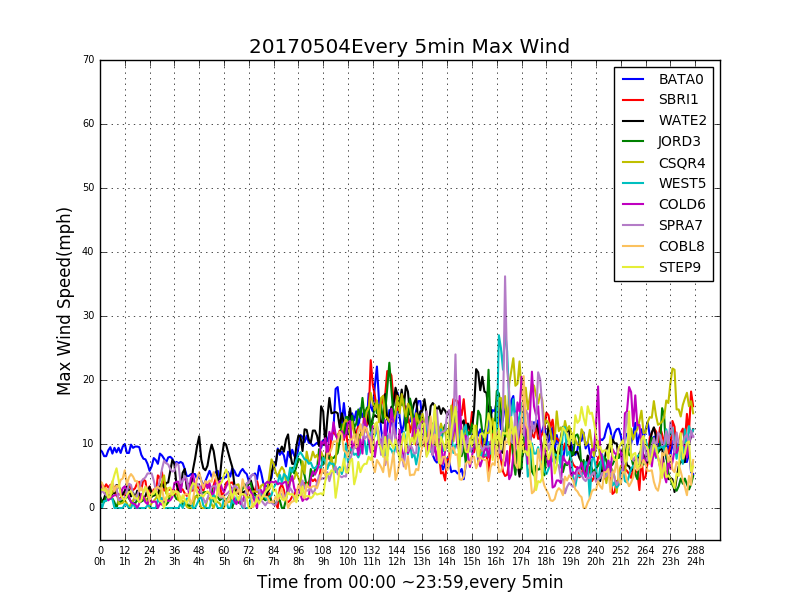 20170504Every 5min Max Wind
70
60
50
40
30
20
10
0
Max Wind Speed(mph)
BATA0
SBRI1
WATE2
JORD3
CSQR4
WEST5
COLD6
SPRA7
COBL8
STEP9
0 12 24 36 48 60 72 84 96 108 120 132 144 156 168 180 192 204 216 228 240 252 264 276 288
0h 1h 2h 3h 4h 5h 6h 7h 8h 9h 10h 11h 12h 13h 14h 15h 16h 17h 18h 19h 20h 21h 22h 23h 24h
Time from 00:00 ~23:59,every 5min